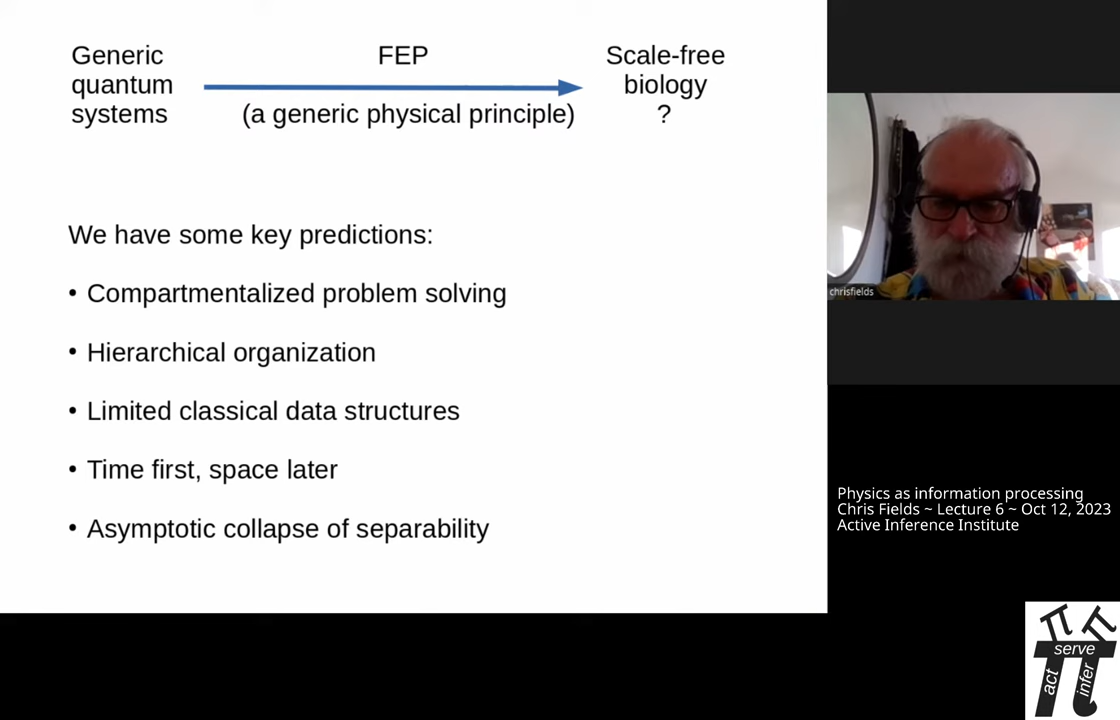 Generic
quantum
systems
FEP
(a generic physical principle)
Scale-free
biology
?
We have some key predictions:
• Compartmentalized problem solving
• Hierarchical organization
• Limited classical data structures
• Time first, space later
• Asymptotic collapse of separability
chrisfields
Physics as information processing
Chris Fields ~ Lecture 6 ~ Oct 12, 2023
Active Inference Institute
π π
serve
act
infer